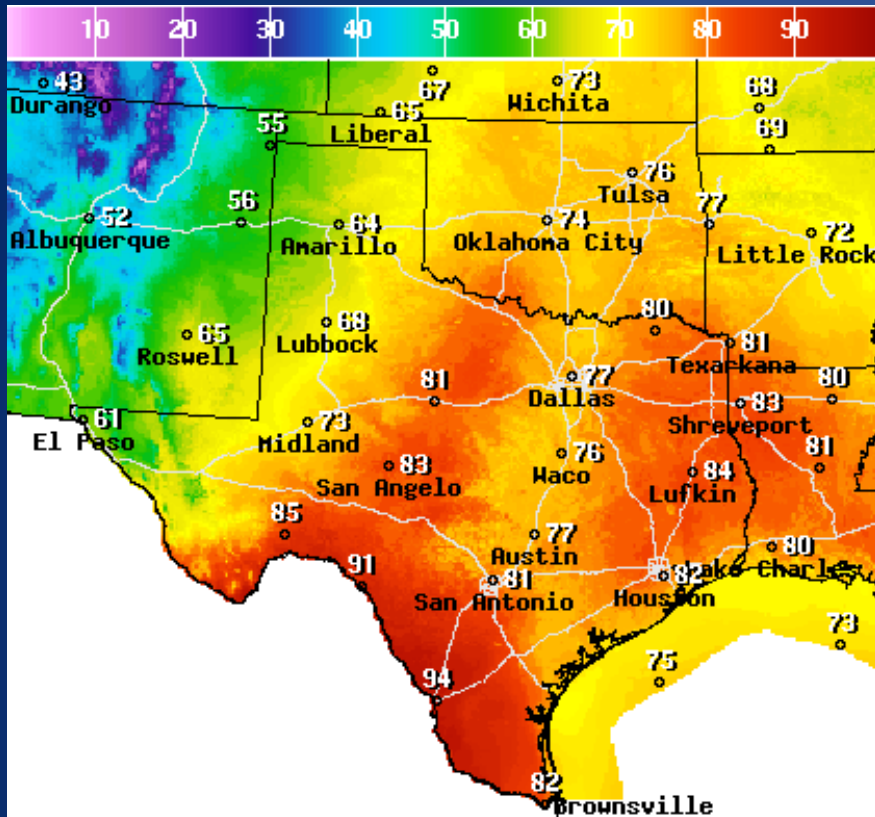 10 20 30 40 50 60 70 80 90
43
Durango
67
73
Wichita
68
65
Liberal
55
69
76
Tulsa
52
Albuquerque
56
64
Amarillo
74
Oklahoma City
77
72
Little Rock
65
Roswell
68
Lubbock
80
81
Texarkana
77
Dallas
81
83
Shreveport
80
61
El Paso
73
Midland
83
San Angelo
76
Waco
84
Lufkin
81
85
77
Austin
80
Lake Charles
91
81
San Antonio
82
Houston
73
75
94
82
Brownsville